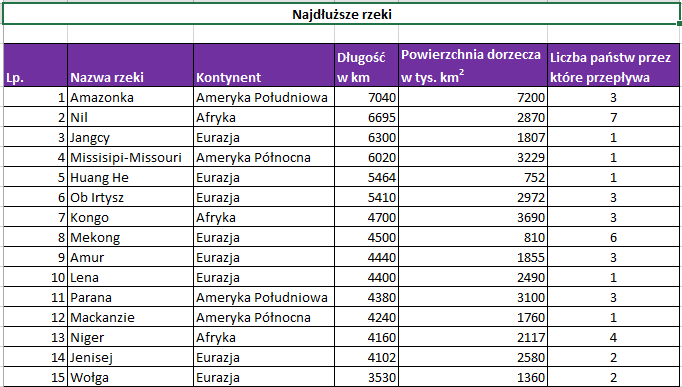 Najdłuższe rzeki
Lp. Nazwa rzeki Kontynent Długość w km Powierzchnia dorzecza w tys. km² Liczba państw przez które przepływa
1 Amazonka Ameryka Południowa 7040 7200 3
2 Nil Afryka 6695 2870 7
3 Jangcy Eurazja 6300 1807 1
4 Missisipi-Missouri Ameryka Północna 6020 3229 1
5 Huang He Eurazja 5464 752 1
6 Ob Irtysz Eurazja 5410 2972 3
7 Kongo Afryka 4700 3690 3
8 Mekong Eurazja 4500 810 6
9 Amur Eurazja 4440 1855 3
10 Lena Eurazja 4400 2490 1
11 Parana Ameryka Południowa 4380 3100 3
12 Mackanzie Ameryka Północna 4240 1760 1
13 Niger Afryka 4160 2117 4
14 Jenisej Eurazja 4102 2580 2
15 Wołga Eurazja 3530 1360 2